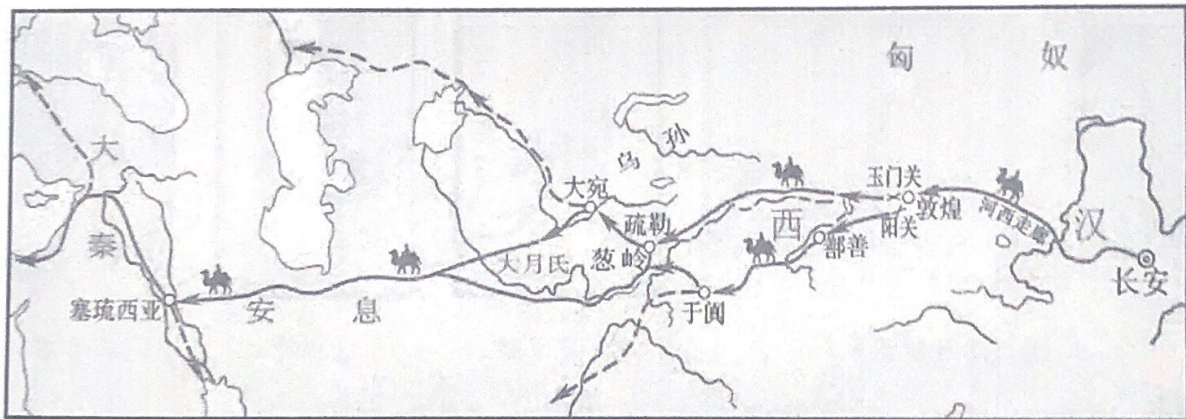 匈 奴
大
秦
乌 孙
大宛
疏勒
葱岭
大月氏
玉门关
敦煌
阳关
河西走廊
西
鄯善
汉
长安
于阗
塞琉西亚
安 息